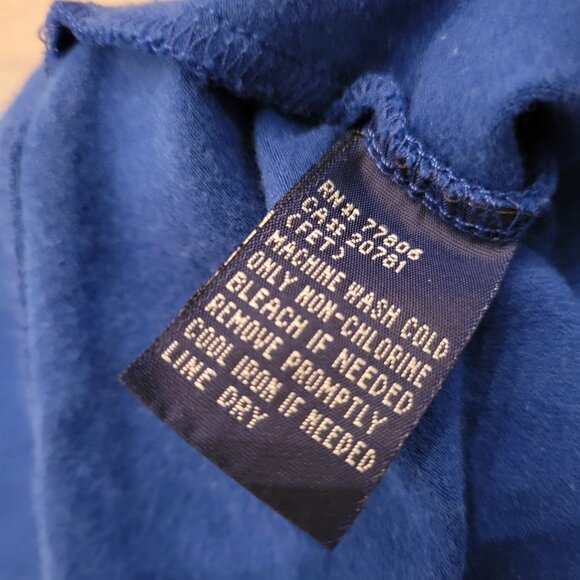 RN# 77806
CA# 20781
(FET)
MACHINE WASH COLD
ONLY NON-CHLORINE
BLEACH IF NEEDED
REMOVE PROMPTLY
COOL IRON IF NEEDED
LINE DRY